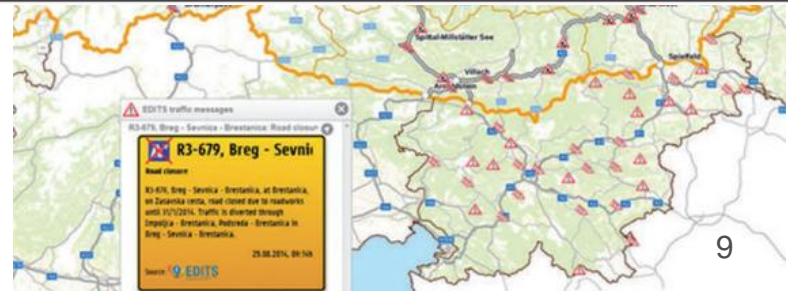 Spittal-Millstätter See
Villach
Arnoldstein
Spielfeld
EDITS traffic messages
R3-679, Breg - Sevnica - Brestanica: Road closur
R3-679, Breg - Sevni
Road closure
R3-679, Breg - Sevnica - Brestanica, at Brestanica,
on Zasavska cesta, road closed due to roadworks
until 31/1/2014. Traffic is diverted through
Impoljca - Brestanica, Podsreda - Brestanica in
Breg - Sevnica - Brestanica.
29.08.2014, 09:14h
Source: EDITS
9